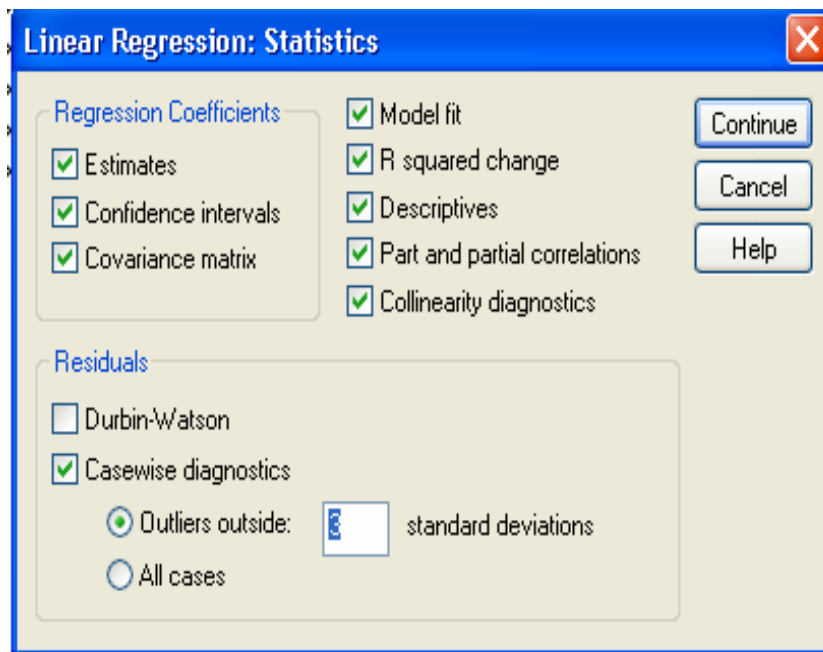 Linear Regression: Statistics
Regression Coefficients
Estimates
Confidence intervals
Covariance matrix
Model fit
R squared change
Descriptives
Part and partial correlations
Collinearity diagnostics
Continue
Cancel
Help
Residuals
Durbin-Watson
Casewise diagnostics
Outliers outside: 3 standard deviations
All cases